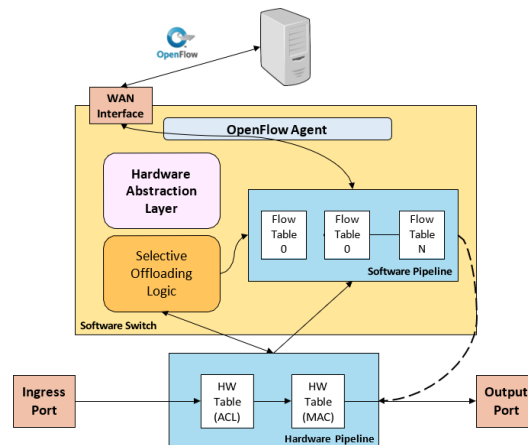 OpenFlow
WAN
Interface
OpenFlow Agent
Hardware
Abstraction
Layer
Flow
Table
0
Flow
Table
0
Flow
Table
N
Selective
Offloading
Logic
Software Pipeline
Software Switch
Ingress
Port
HW
Table
(ACL)
HW
Table
(MAC)
Output
Port
Hardware Pipeline